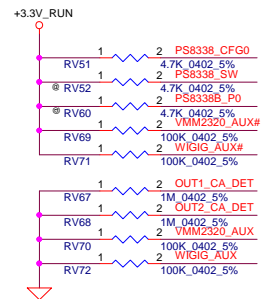 +3.3V_RUN
1 2 PS8338_CFG0
RV51 4.7K_0402_5%
1 2 PS8338_SW
@ RV52 4.7K_0402_5%
1 2 PS8338B_P0
@ RV60 4.7K_0402_5%
1 2 VMM2320_AUX#
RV69 100K_0402_5%
1 2 WIGIG_AUX#
RV71 100K_0402_5%
1 2 OUT1_CA_DET
RV67 1M_0402_5%
1 2 OUT2_CA_DET
RV68 1M_0402_5%
1 2 VMM2320_AUX
RV70 100K_0402_5%
1 2 WIGIG_AUX
RV72 100K_0402_5%